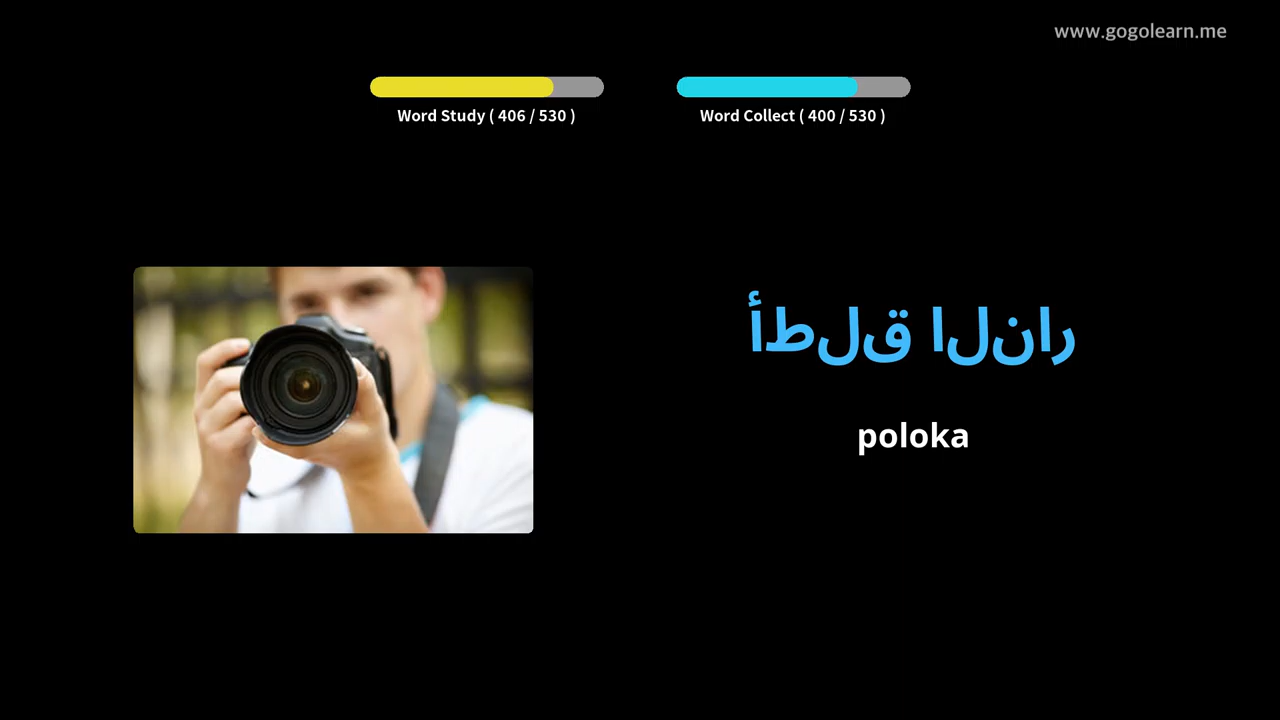 www.gogolearn.me
Word Study ( 406 / 530 )
Word Collect ( 400 / 530 )
أطلق النار
poloka